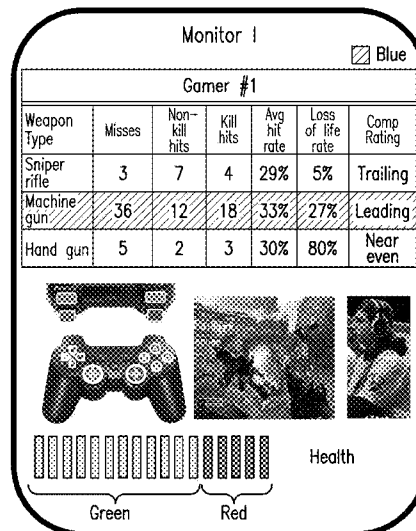 Monitor 1
Blue
Gamer #1
Weapon Type Misses Non-kill hits Kill hits Avg hit rate Loss of life rate Comp Rating
Sniper rifle 3 7 4 29% 5% Trailing
Machine gun 36 12 18 33% 27% Leading
Hand gun 5 2 3 30% 80% Near even
Health
Green Red